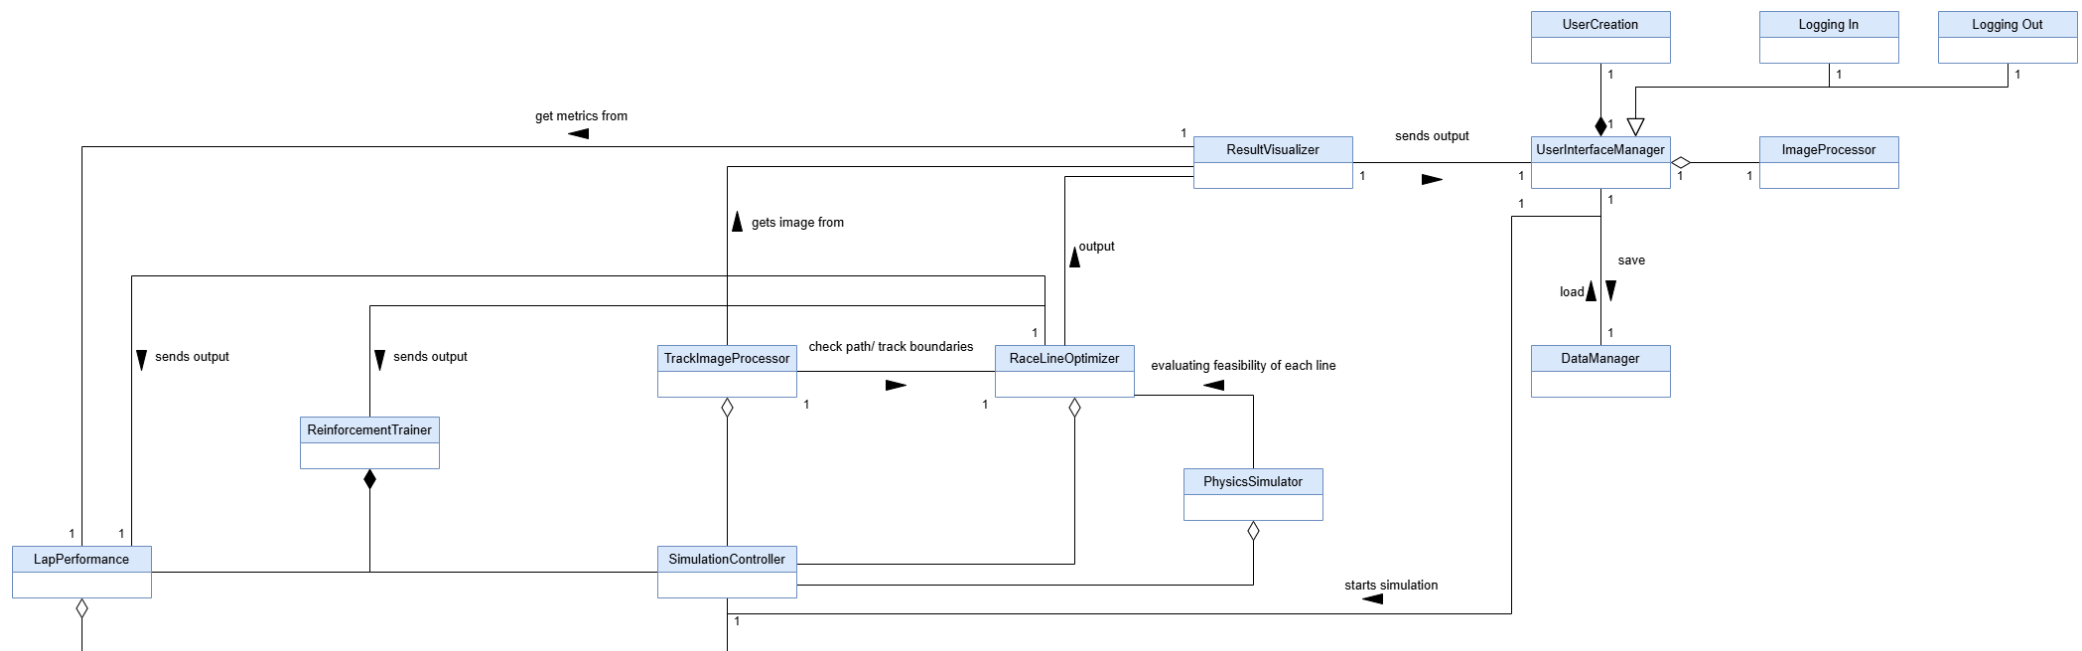 UserCreation
Logging In
Logging Out
1
1
1
get metrics from
1
1
ResultVisualizer
sends output
UserInterfaceManager
ImageProcessor
1
1
1
1
1
1
gets image from
output
save
load
1
1
sends output
sends output
TrackImageProcessor
check path/ track boundaries
RaceLineOptimizer
evaluating feasibility of each line
DataManager
1
1
ReinforcementTrainer
PhysicsSimulator
1
1
LapPerformance
SimulationController
starts simulation
1